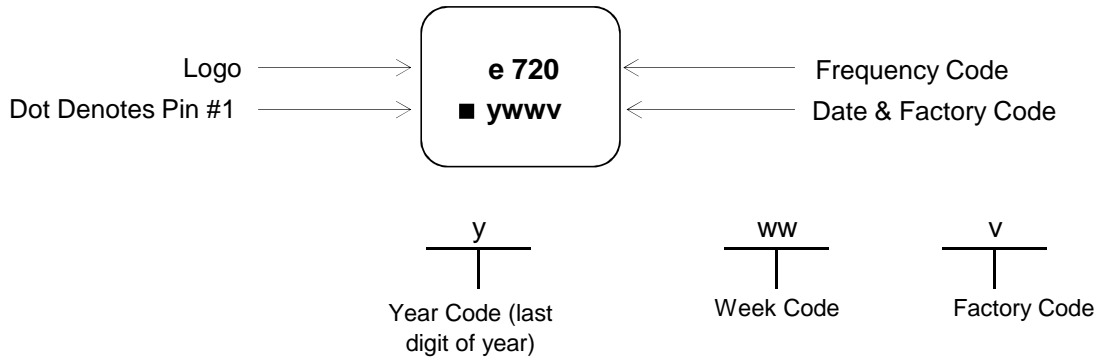 Logo
e 720
Frequency Code
Dot Denotes Pin #1
■ ywwv
Date & Factory Code
y
ww
v
Year Code (last
digit of year)
Week Code
Factory Code